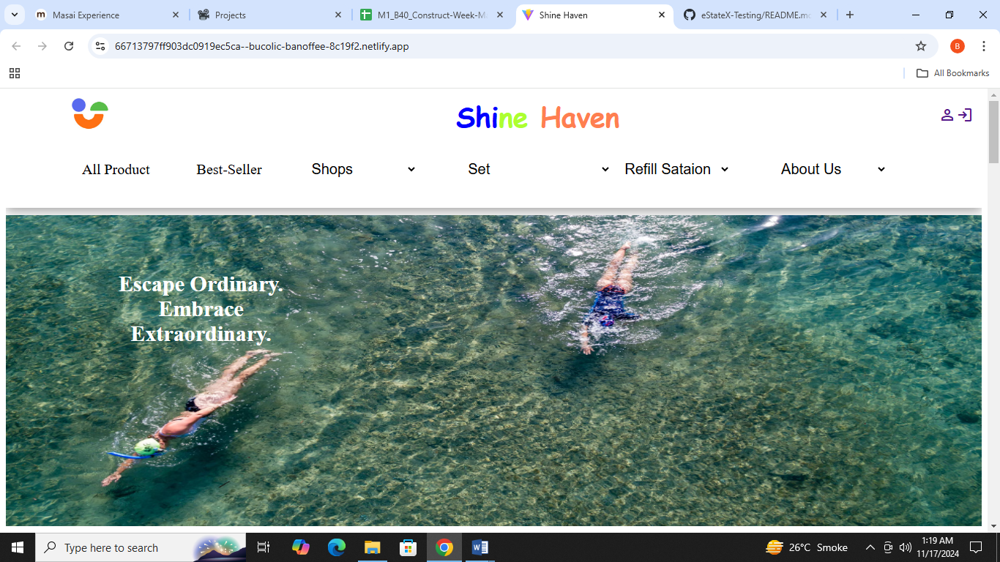 Masai Experience
Projects
M1_B40_Construct-Week-Ma
Shine Haven
eStateX-Testing/README.md
66713797ff903dc0919ec5ca--bucolic-banoffee-8c19f2.netlify.app
B
All Bookmarks
Shine Haven
All Product Best-Seller Shops Set Refill Sataion About Us
Escape Ordinary.
Embrace
Extraordinary.
Type here to search
26°C Smoke
1:19 AM
11/17/2024